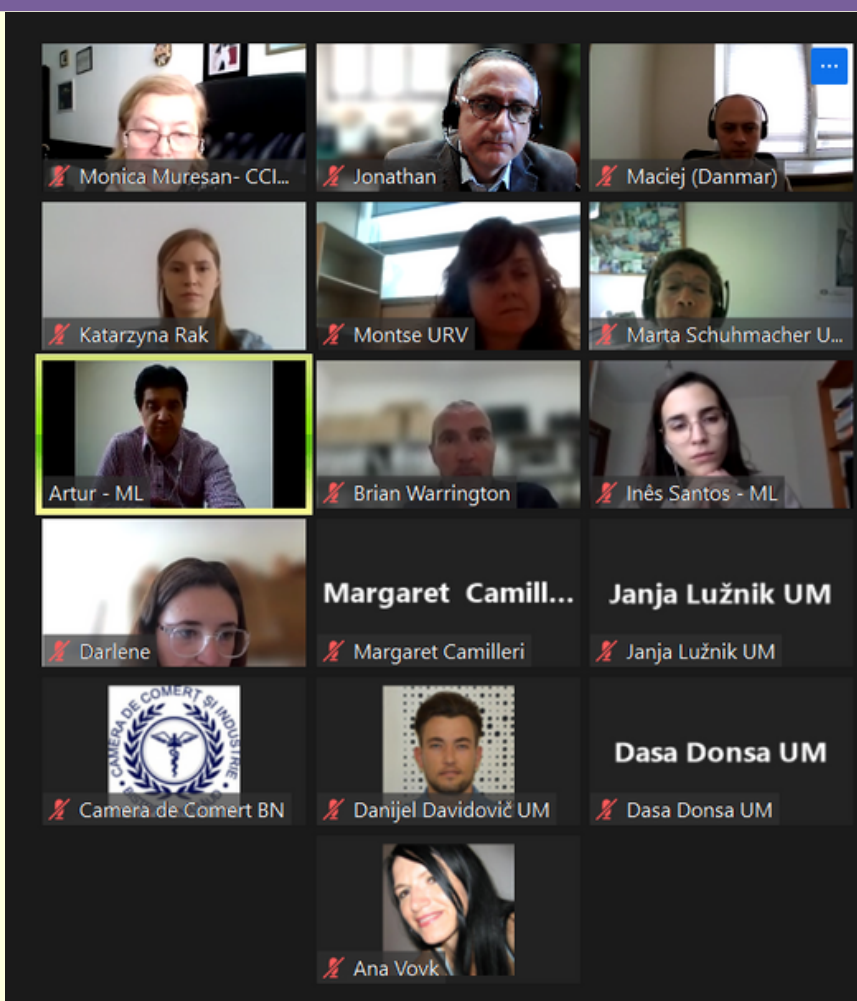 Monica Muresan- CCI...
Jonathan
Maciej (Danmar)
Katarzyna Rak
Montse URV
Marta Schuhmacher U...
Artur - ML
Brian Warrington
Inês Santos - ML
Darlene
Margaret Camill...
Margaret Camilleri
Janja Lužnik UM
Janja Lužnik UM
CAMERA DE COMERȚ ȘI INDUSTRIE
Camera de Comert BN
Danijel Davidovič UM
Dasa Donsa UM
Dasa Donsa UM
Ana Vovk